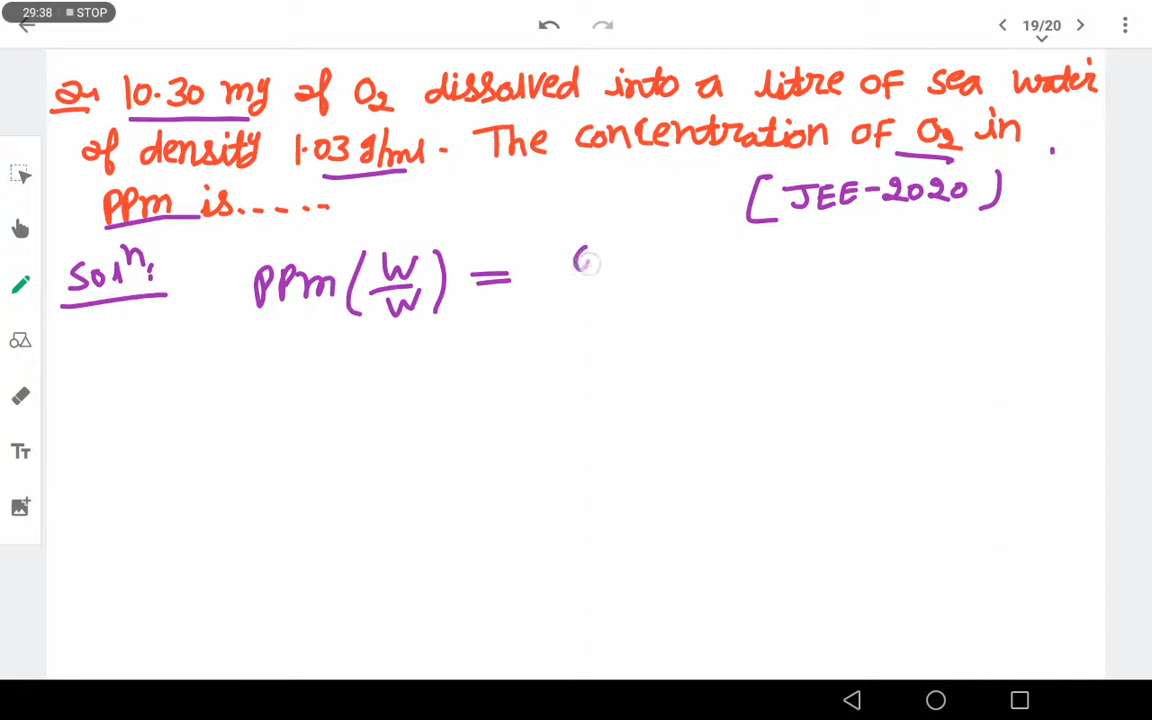 29:38 STOP
19/20
Q. 10.30 mg of O2 dissolved into a litre of sea water
of density 1.03 g/ml. The concentration of O2 in
PPm is......
[JEE-2020)
Soln:
PPm (W/W) =
Tт